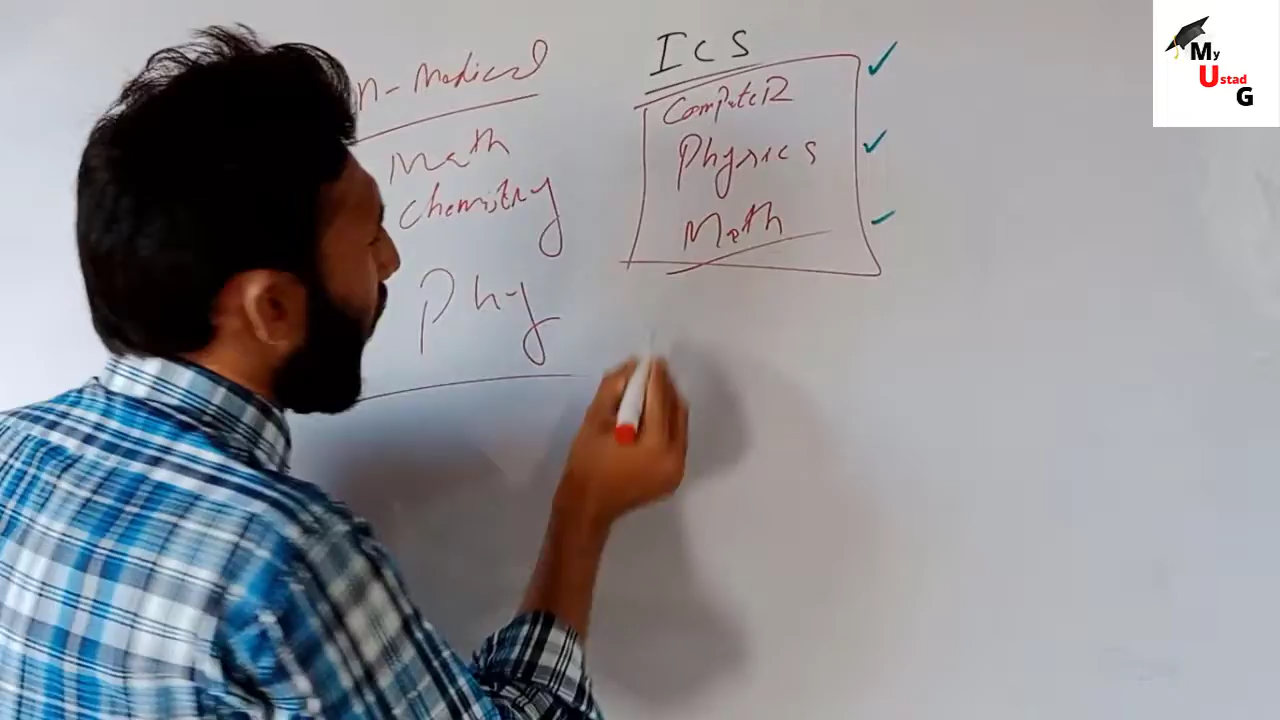 n-Medical
Math
Chemistry
Phy
ICS
Computer
Physics
Math
My
Ustad
G